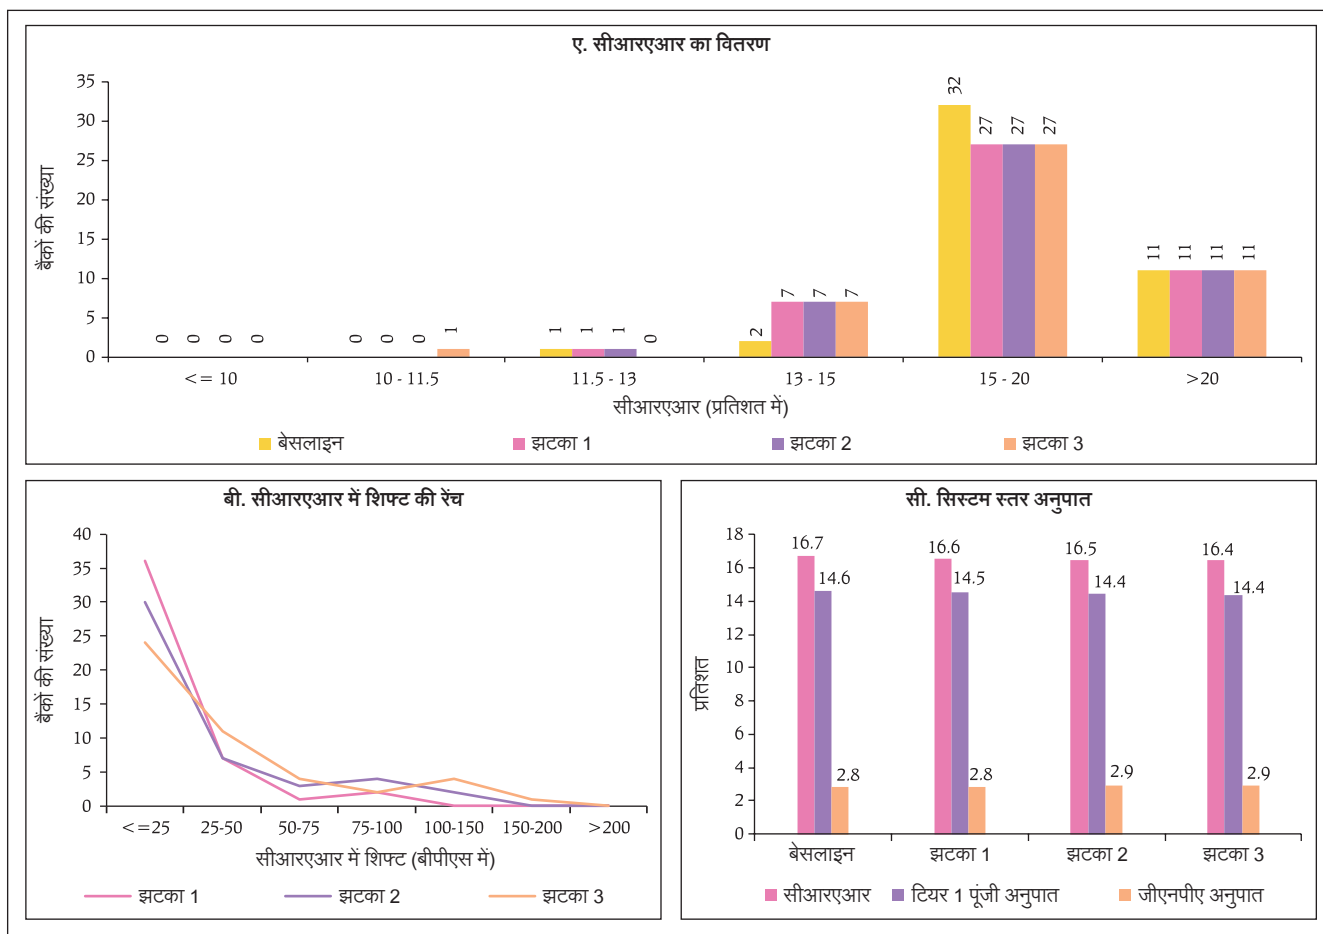 ए. सीआरएआर का वितरण
35
30
25
20
15
10
5
0
बैंकों की संख्या
0 0 0 0
0 0 0 1
1 1 1 0
2 7 7 7
32 27 27 27
11 11 11 11
<= 10 10 - 11.5 11.5 - 13 13 - 15 15 - 20 >20
सीआरएआर (प्रतिशत में)
बेसलाइन झटका 1 झटका 2 झटका 3
बी. सीआरएआर में शिफ्ट की रेंच
40
35
30
25
20
15
10
5
0
बैंकों की संख्या
<=25 25-50 50-75 75-100 100-150 150-200 >200
सीआरएआर में शिफ्ट (बीपीएस में)
झटका 1 झटका 2 झटका 3
सी. सिस्टम स्तर अनुपात
18
16
14
12
10
8
6
4
2
0
प्रतिशत
16.7 14.6 2.8
16.6 14.5 2.8
16.5 14.4 2.9
16.4 14.4 2.9
बेसलाइन झटका 1 झटका 2 झटका 3
सीआरएआर टियर 1 पूंजी अनुपात जीएनपीए अनुपात